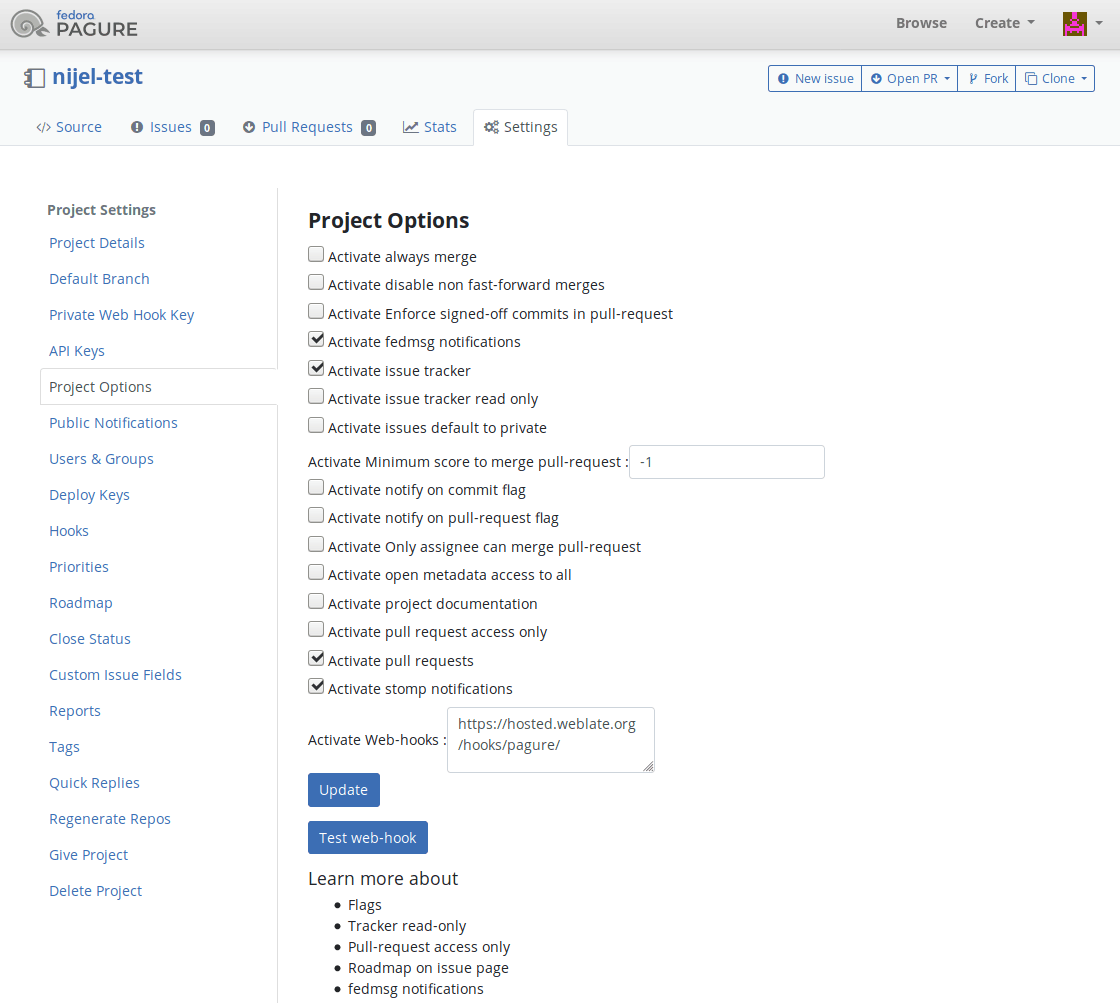 fedora
PAGURE
Browse
Create
nijel-test
New issue
Open PR
Fork
Clone
Source
Issues 0
Pull Requests 0
Stats
Settings
Project Settings
Project Details
Default Branch
Private Web Hook Key
API Keys
Project Options
Public Notifications
Users & Groups
Deploy Keys
Hooks
Priorities
Roadmap
Close Status
Custom Issue Fields
Reports
Tags
Quick Replies
Regenerate Repos
Give Project
Delete Project
Project Options
Activate always merge
Activate disable non fast-forward merges
Activate Enforce signed-off commits in pull-request
Activate fedmsg notifications
Activate issue tracker
Activate issue tracker read only
Activate issues default to private
Activate Minimum score to merge pull-request : -1
Activate notify on commit flag
Activate notify on pull-request flag
Activate Only assignee can merge pull-request
Activate open metadata access to all
Activate project documentation
Activate pull request access only
Activate pull requests
Activate stomp notifications
Activate Web-hooks :
https://hosted.weblate.org
/hooks/pagure/
Update
Test web-hook
Learn more about
• Flags
• Tracker read-only
• Pull-request access only
• Roadmap on issue page
• fedmsg notifications